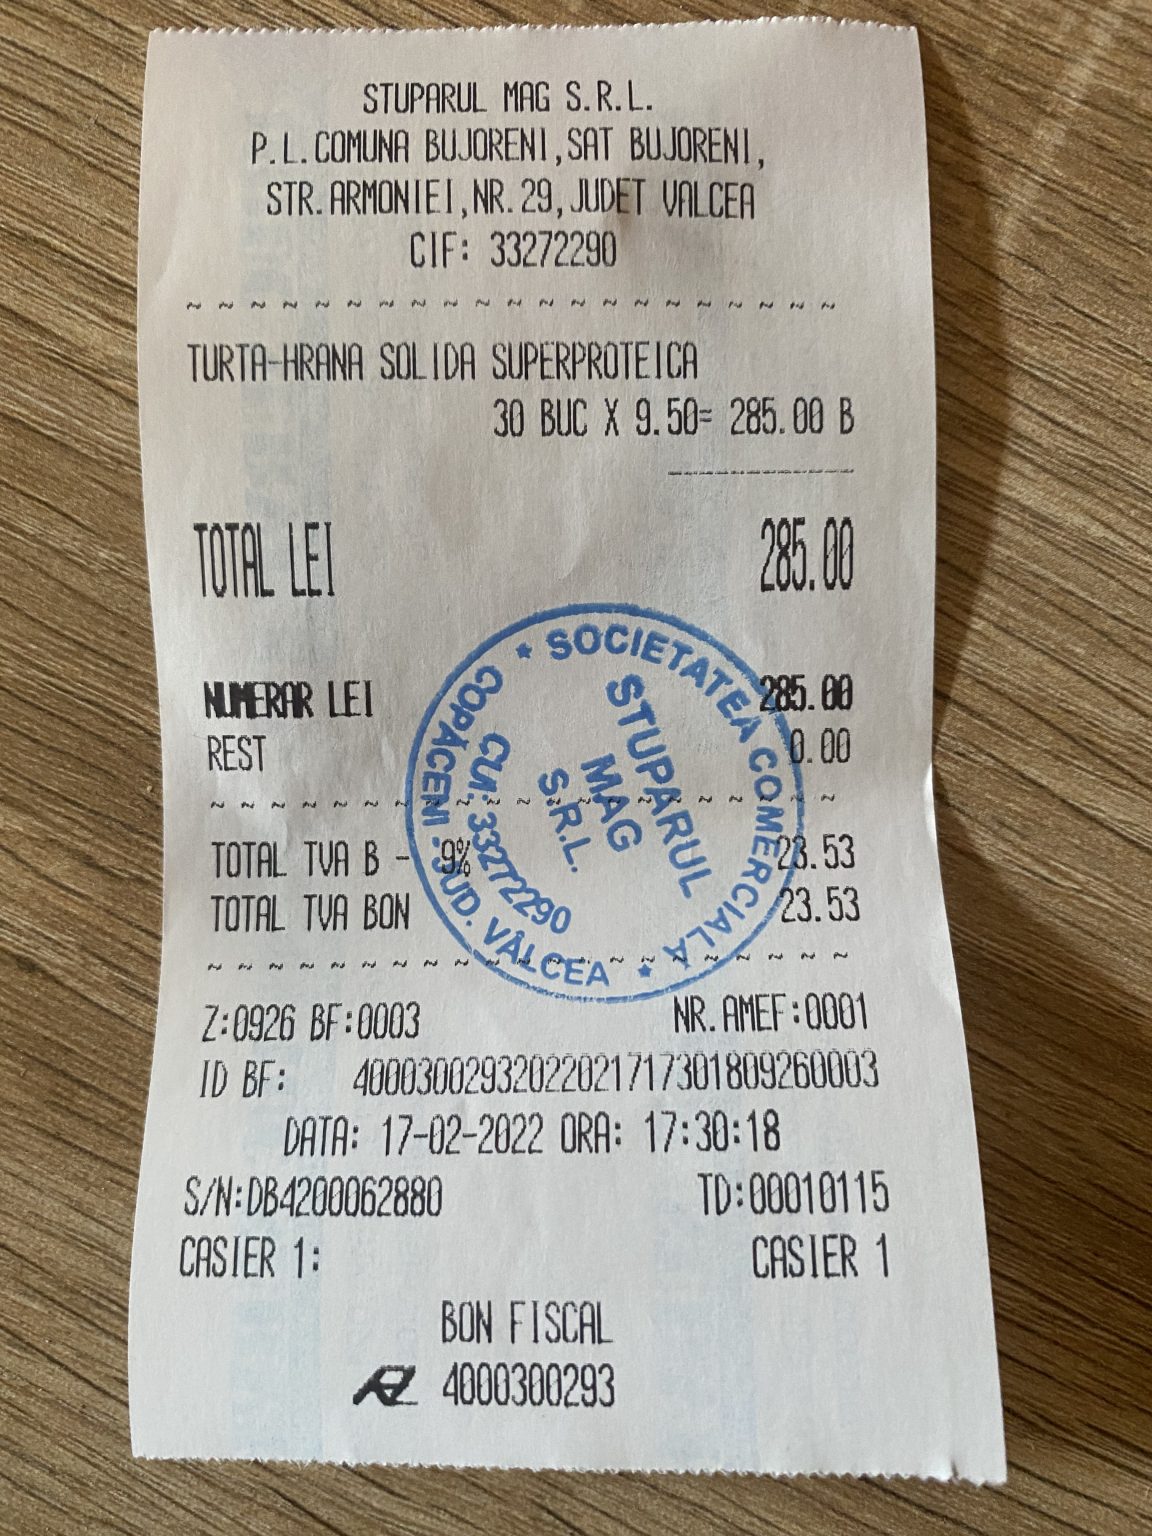 STUPARUL MAG S.R.L.
P.L.COMUNA BUJORENI,SAT BUJORENI,
STR.ARMONIEI,NR.29,JUDET VALCEA
CIF: 33272290
~ ~ ~ ~ ~ ~ ~ ~ ~ ~ ~ ~ ~ ~ ~ ~ ~ ~ ~ ~ ~
TURTA-HRANA SOLIDA SUPERPROTEICA
30 BUC X 9.50= 285.00 B
------------
TOTAL LEI 285.00
NUMERAR LEI 285.00
REST 0.00
~ ~ ~ ~ ~ ~ ~ ~ ~ ~ ~ ~ ~ ~ ~ ~ ~ ~ ~ ~ ~
TOTAL TVA B - 9% 23.53
TOTAL TVA BON 23.53
~ ~ ~ ~ ~ ~ ~ ~ ~ ~ ~ ~ ~ ~ ~ ~ ~ ~ ~ ~ ~
* SOCIETATEA COMERCIALĂ *
COPĂCENI . JUD. VÂLCEA
STUPARUL
MAG
S.R.L.
CUI: 33272290
Z:0926 BF:0003 NR.AMEF:0001
ID BF: 40003002932022021717301809260003
DATA: 17-02-2022 ORA: 17:30:18
S/N:DB4200062880 TD:00010115
CASIER 1: CASIER 1
BON FISCAL
4000300293